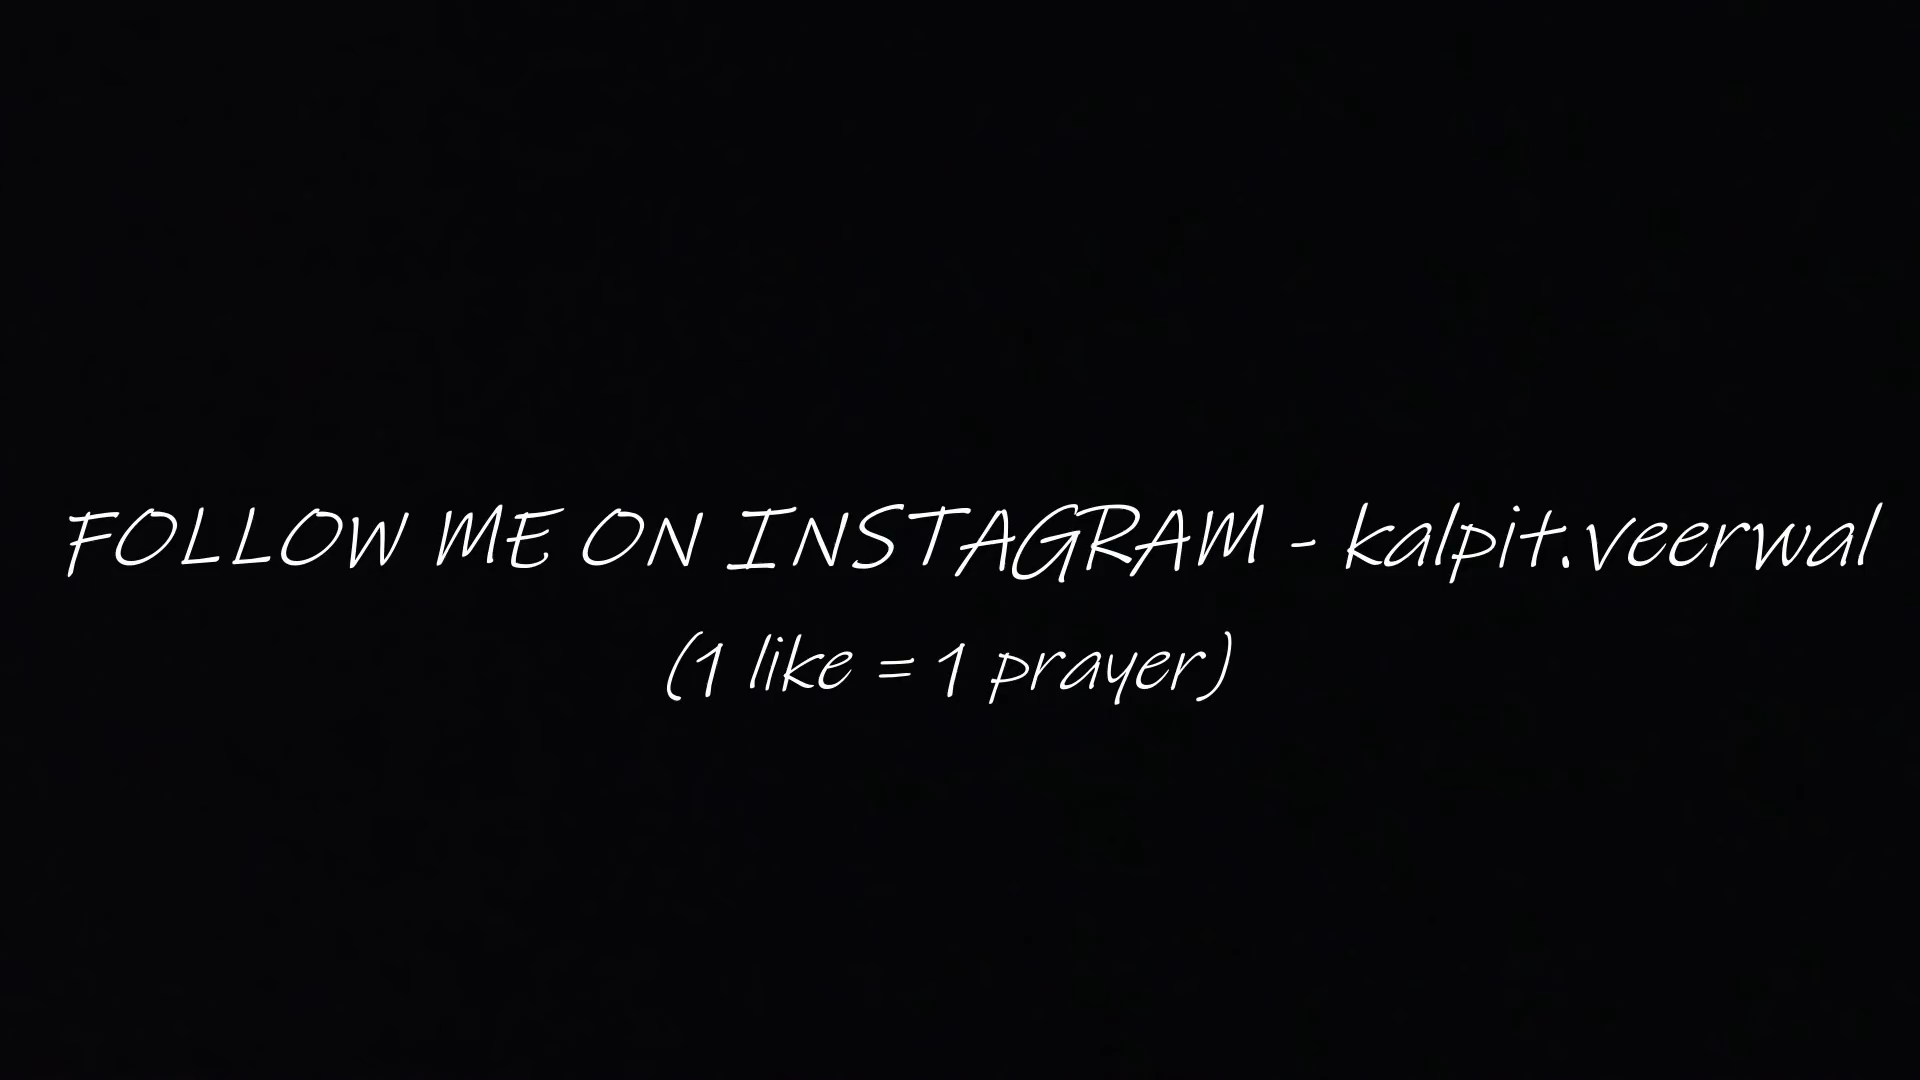 FOLLOW ME ON INSTAGRAM - kalpit.veerwal
(1 like = 1 prayer)